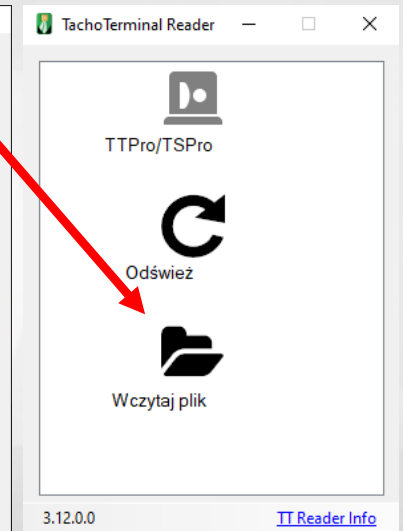 TachoTerminal Reader
TTPro/TSPro
Odśwież
Wczytaj plik
3.12.0.0 TT Reader Info